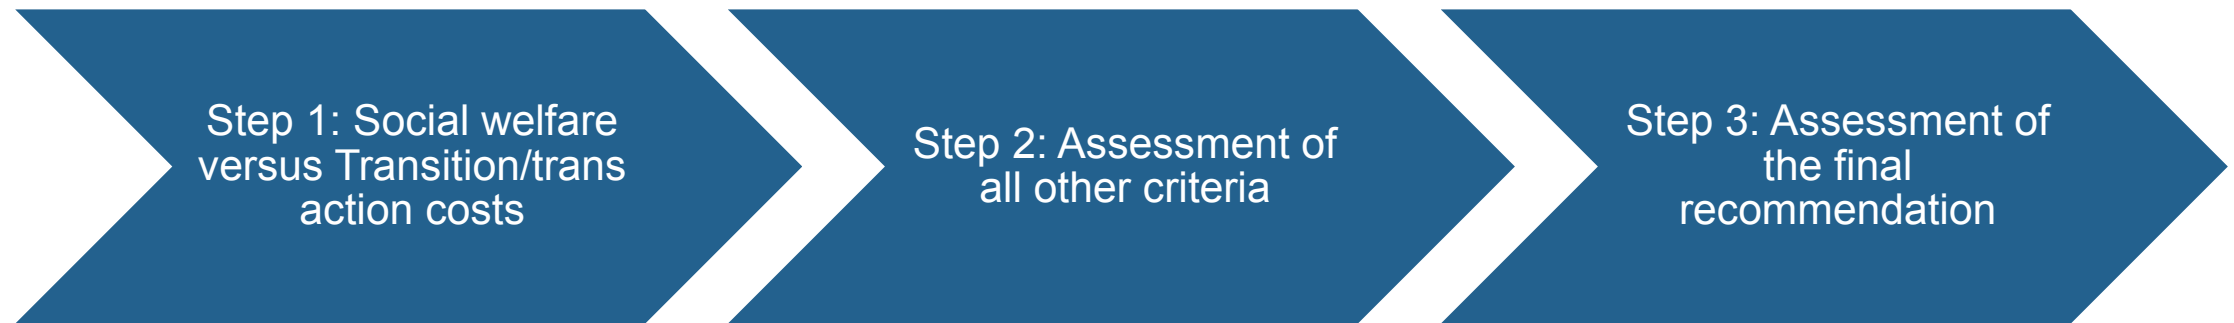 Step 1: Social welfare
versus Transition/trans
action costs
Step 2: Assessment of
all other criteria
Step 3: Assessment of
the final
recommendation